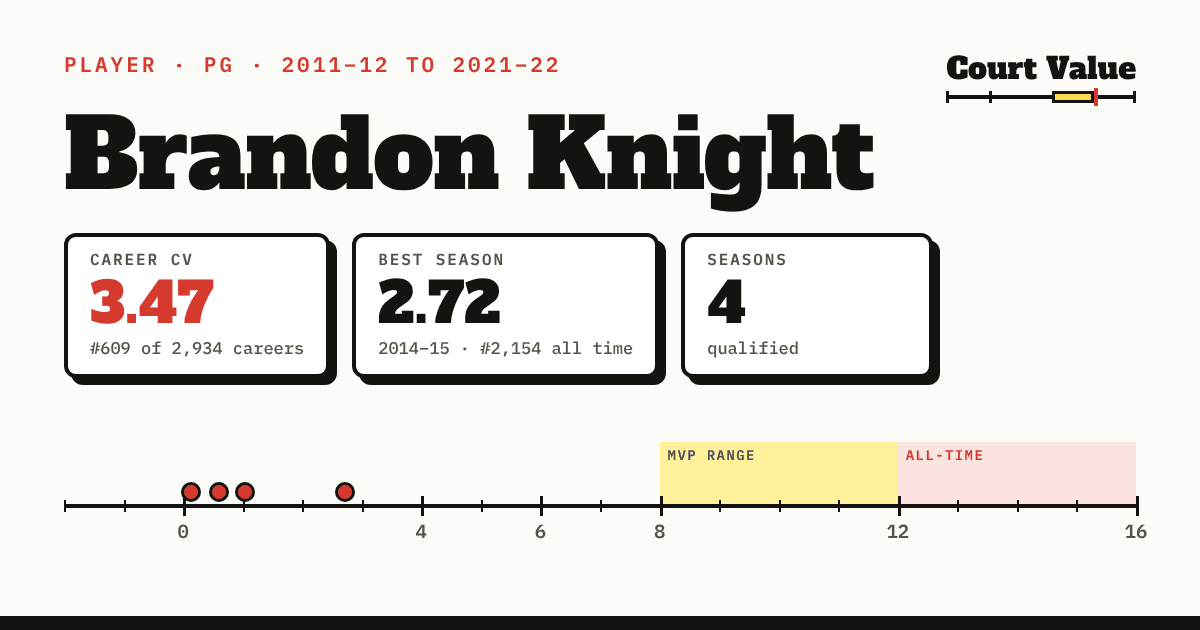 PLAYER · PG · 2011–12 TO 2021–22
Court Value
Brandon Knight
CAREER CV
3.47
#609 of 2,934 careers
BEST SEASON
2.72
2014–15 · #2,154 all time
SEASONS
4
qualified
MVP RANGE
ALL-TIME
0 4 6 8 12 16